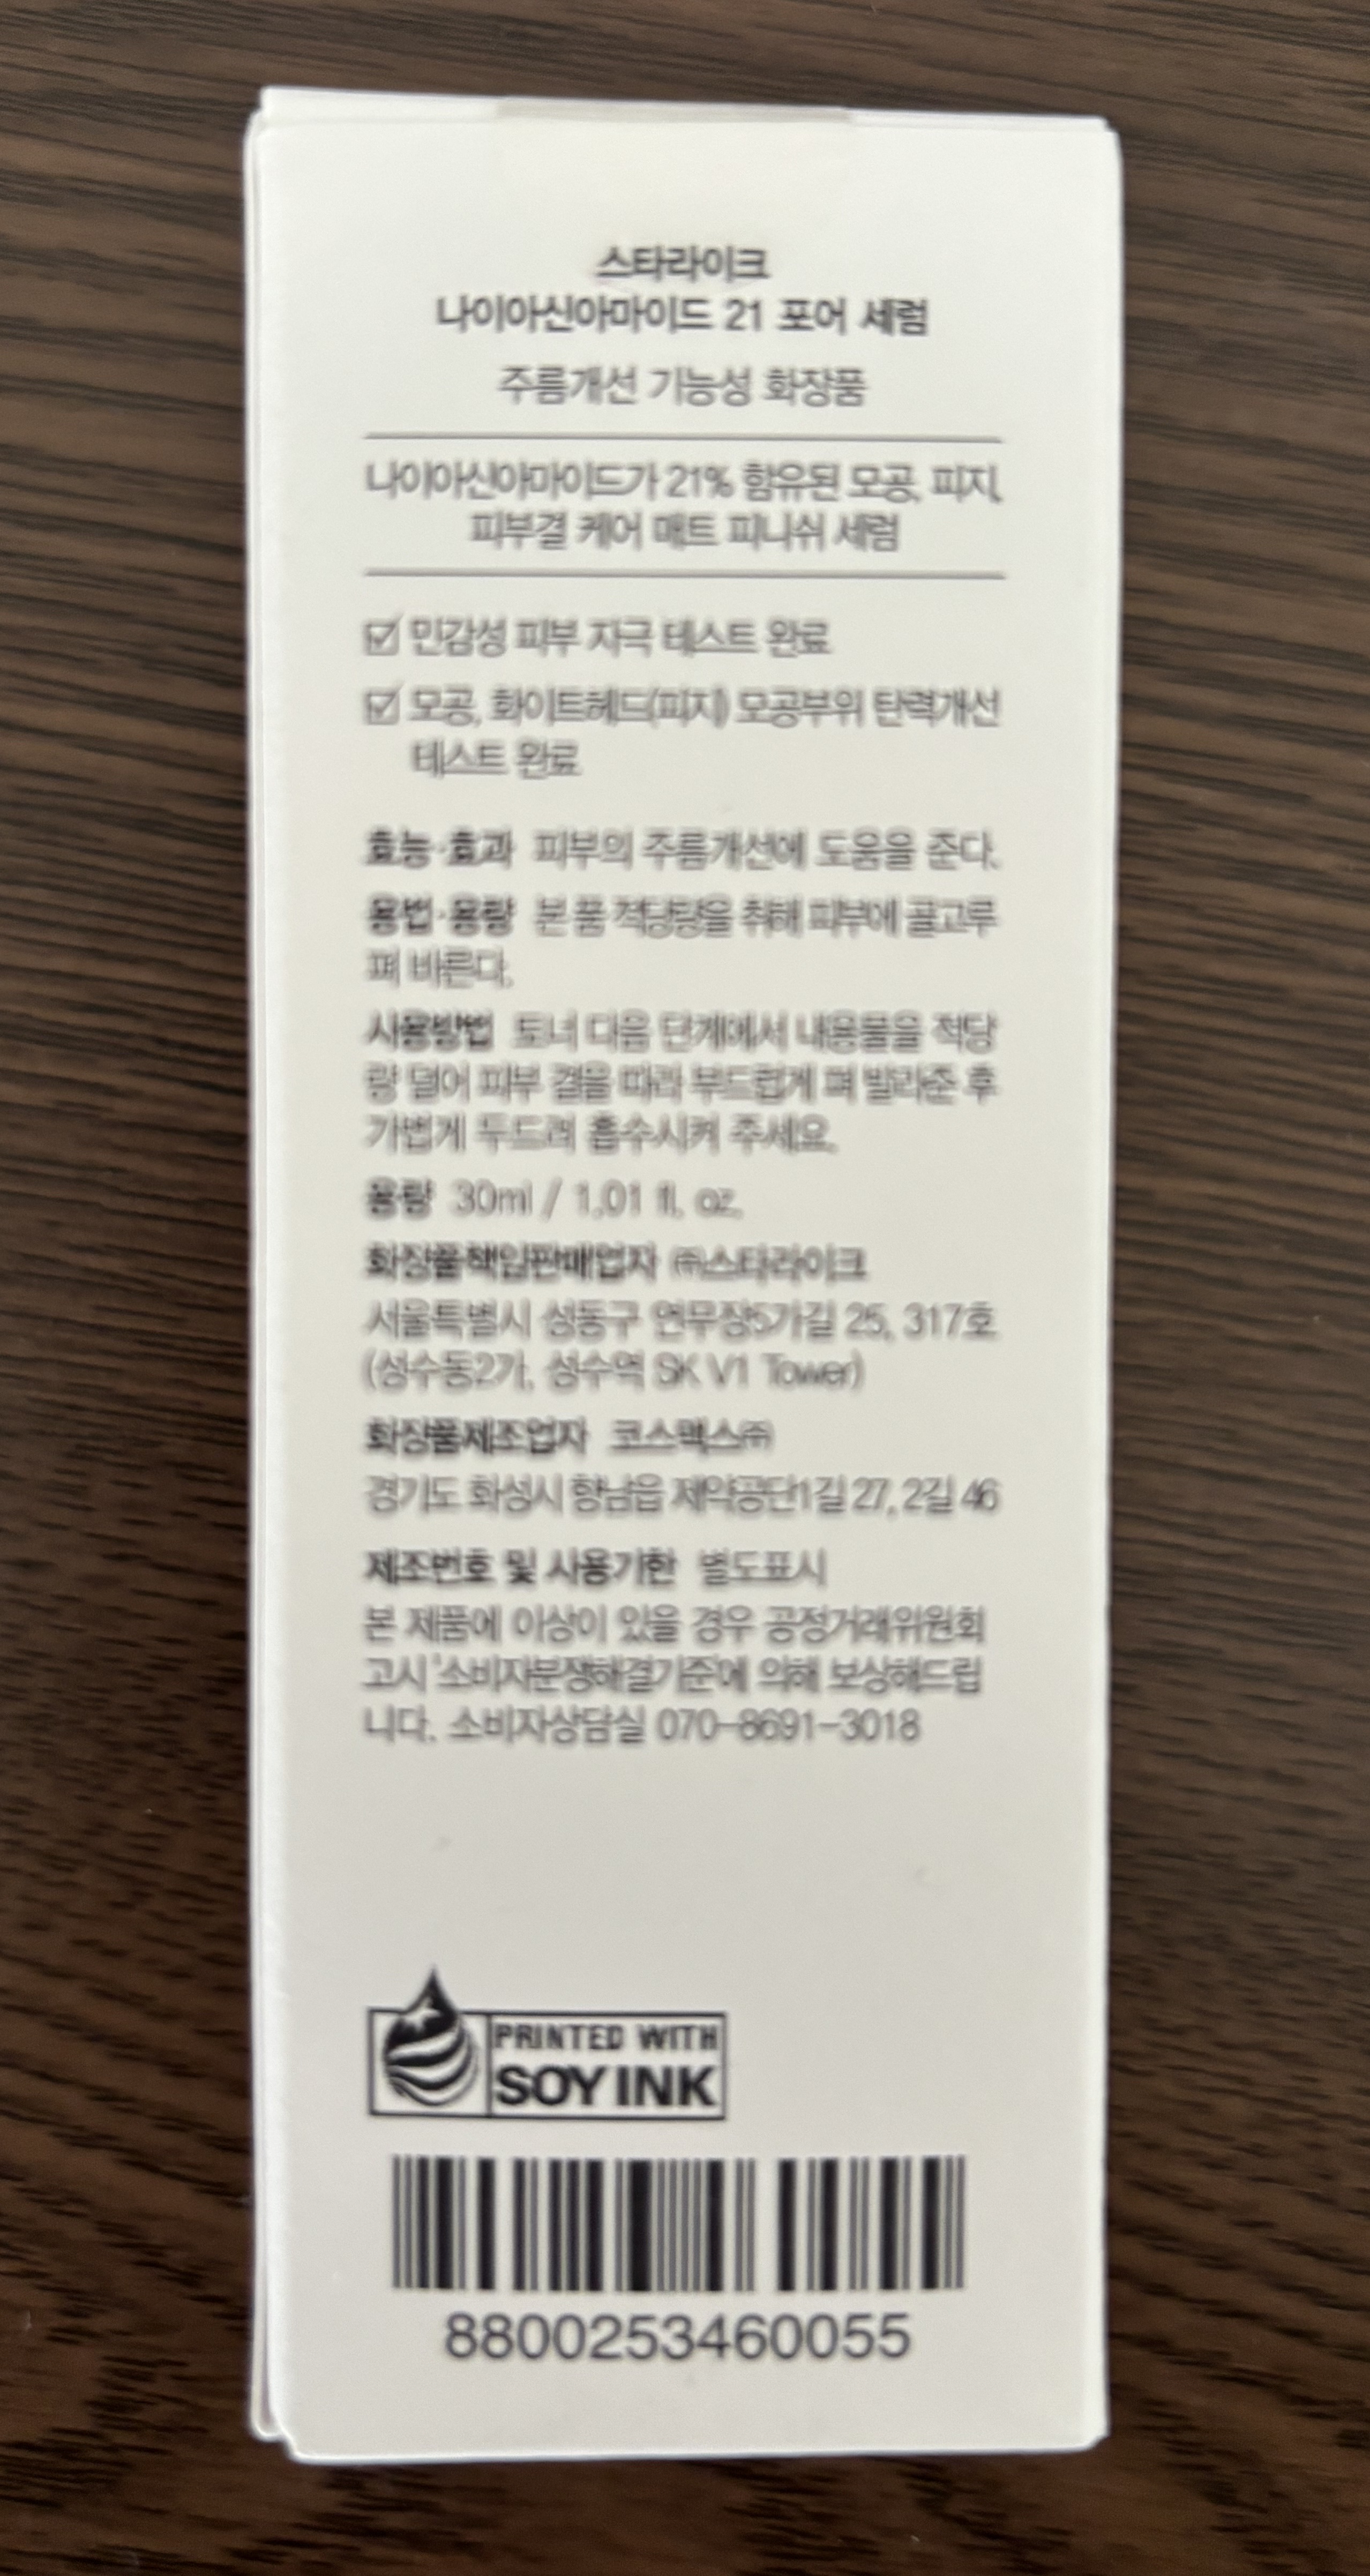 스타라이크
나이아신아마이드 21 포어 세럼
주름개선 기능성 화장품
나이아신아마이드가 21% 함유된 모공, 피지,
피부결 케어 매트 피니쉬 세럼
☑ 민감성 피부 자극 테스트 완료
☑ 모공, 화이트헤드(피지) 모공부위 탄력개선
테스트 완료
효능·효과 피부의 주름개선에 도움을 준다.
용법·용량 본 품 적당량을 취해 피부에 골고루
펴 바른다.
사용방법 토너 다음 단계에서 내용물을 적당
량 덜어 피부 결을 따라 부드럽게 펴 발라준 후
가볍게 두드려 흡수시켜 주세요.
용량 30ml / 1.01 fl. oz.
화장품책임판매업자 ㈜스타라이크
서울특별시 성동구 연무장5가길 25, 317호
(성수동2가, 성수역 SK V1 Tower)
화장품제조업자 코스맥스㈜
경기도 화성시 향남읍 제약공단1길 27, 2길 46
제조번호 및 사용기한 별도표시
본 제품에 이상이 있을 경우 공정거래위원회
고시 '소비자분쟁해결기준'에 의해 보상해드립
니다. 소비자상담실 070-8691-3018
PRINTED WITH
SOY INK
8800253460055